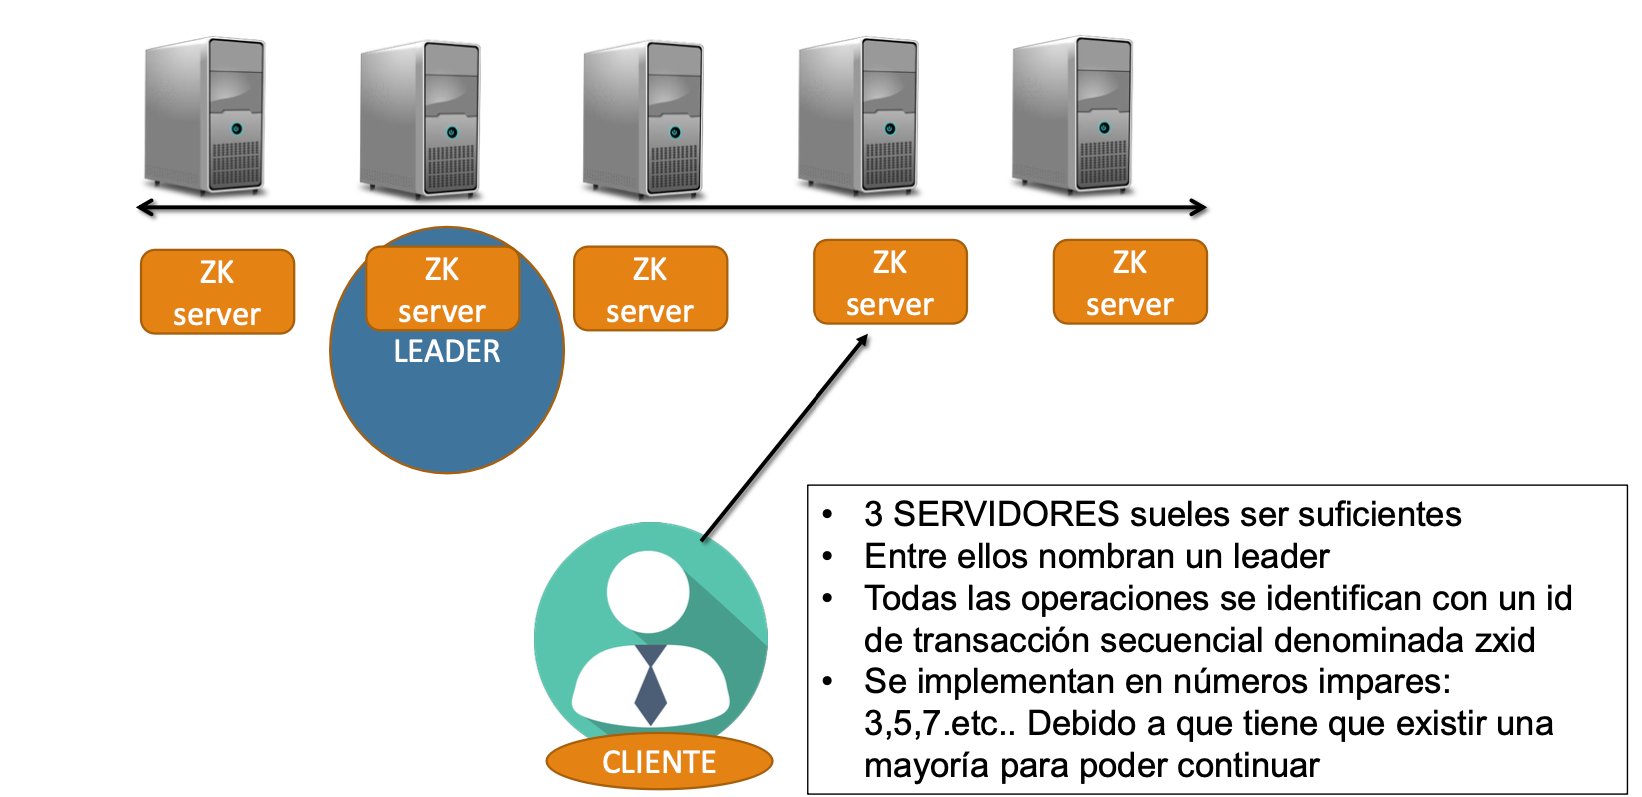 ZK
server
ZK
server
LEADER
ZK
server
ZK
server
ZK
server
CLIENTE
• 3 SERVIDORES sueles ser suficientes
• Entre ellos nombran un leader
• Todas las operaciones se identifican con un id
de transacción secuencial denominada zxid
• Se implementan en números impares:
3,5,7.etc.. Debido a que tiene que existir una
mayoría para poder continuar